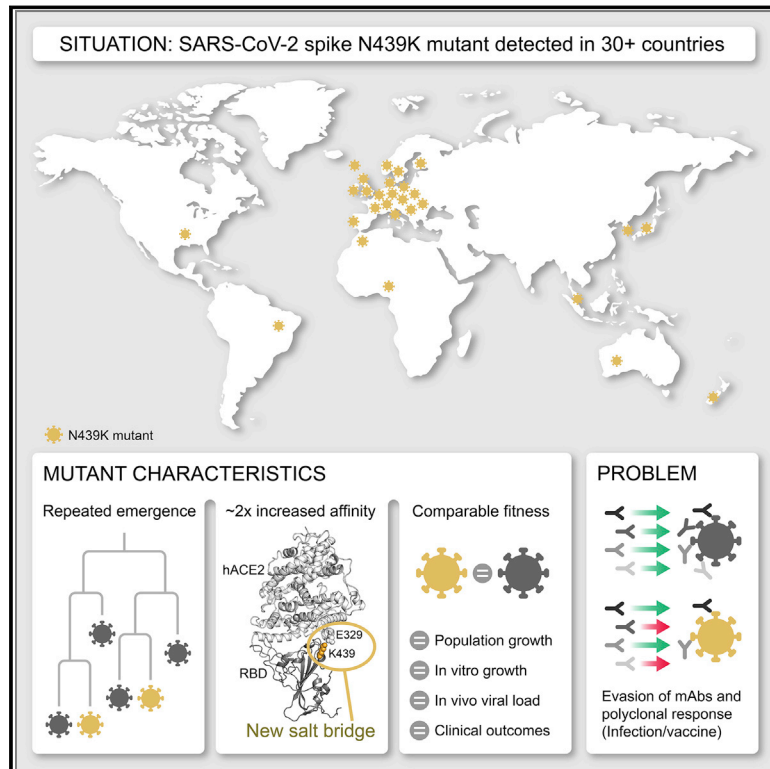 SITUATION: SARS-CoV-2 spike N439K mutant detected in 30+ countries
N439K mutant
MUTANT CHARACTERISTICS
Repeated emergence
~2x increased affinity
hACE2
E329
K439
RBD
New salt bridge
Comparable fitness
=
= Population growth
= In vitro growth
= In vivo viral load
= Clinical outcomes
PROBLEM
Evasion of mAbs and
polyclonal response
(Infection/vaccine)